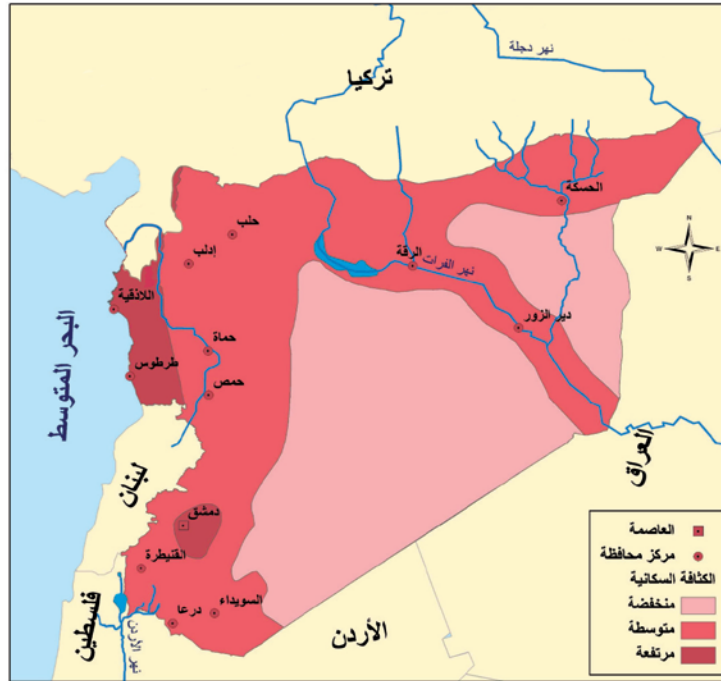 نهر دجلة
تركيا
N
W
E
S
الحسكة
حلب
إدلب
الرقة
نهر الفرات
اللاذقية
دير الزور
البحر المتوسط
حماة
طرطوس
حمص
العراق
لبنان
دمشق
القنيطرة
السويداء
درعا
فلسطين
نهر الأردن
الأردن
العاصمة
مركز محافظة
الكثافة السكانية
منخفضة
متوسطة
مرتفعة